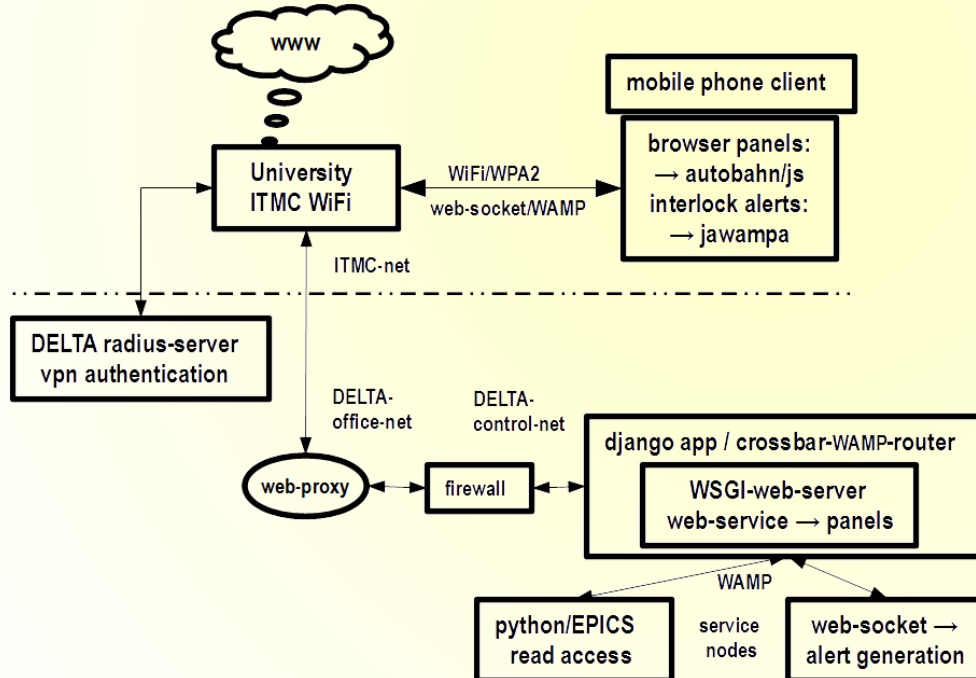 www
mobile phone client
University
ITMC WiFi
WiFi/WPA2
web-socket/WAMP
browser panels:
→ autobahn/js
interlock alerts:
→ jawampa
ITMC-net
DELTA radius-server
vpn authentication
DELTA-
office-net
DELTA-
control-net
web-proxy
firewall
django app / crossbar-WAMP-router
WSGI-web-server
web-service → panels
WAMP
python/EPICS
read access
service
nodes
web-socket →
alert generation